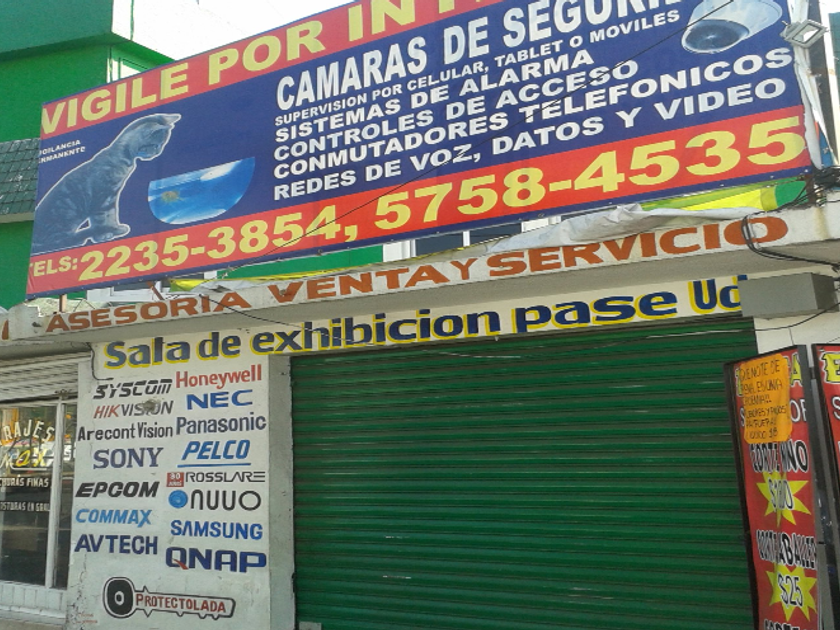 VIGILE POR
CAMARAS DE
SUPERVISION POR CELULAR, TABLET O MOVILES
SISTEMAS DE ALARMA
CONTROLES DE ACCESO
CONMUTADORES TELEFONICOS
REDES DE VOZ, DATOS Y VIDEO
TELS: 2235-3854, 5758-4535
ASESORIA VENTA Y SERVICIO
Sala de exhibicion pase Ud
SYSCOM Honeywell
HIKVISION NEC
Arecont Vision Panasonic
SONY PELCO
ROSSLARE
EPCOM NUUO
COMMAX SAMSUNG
AVTECH QNAP
PROTECTOLADA
$25